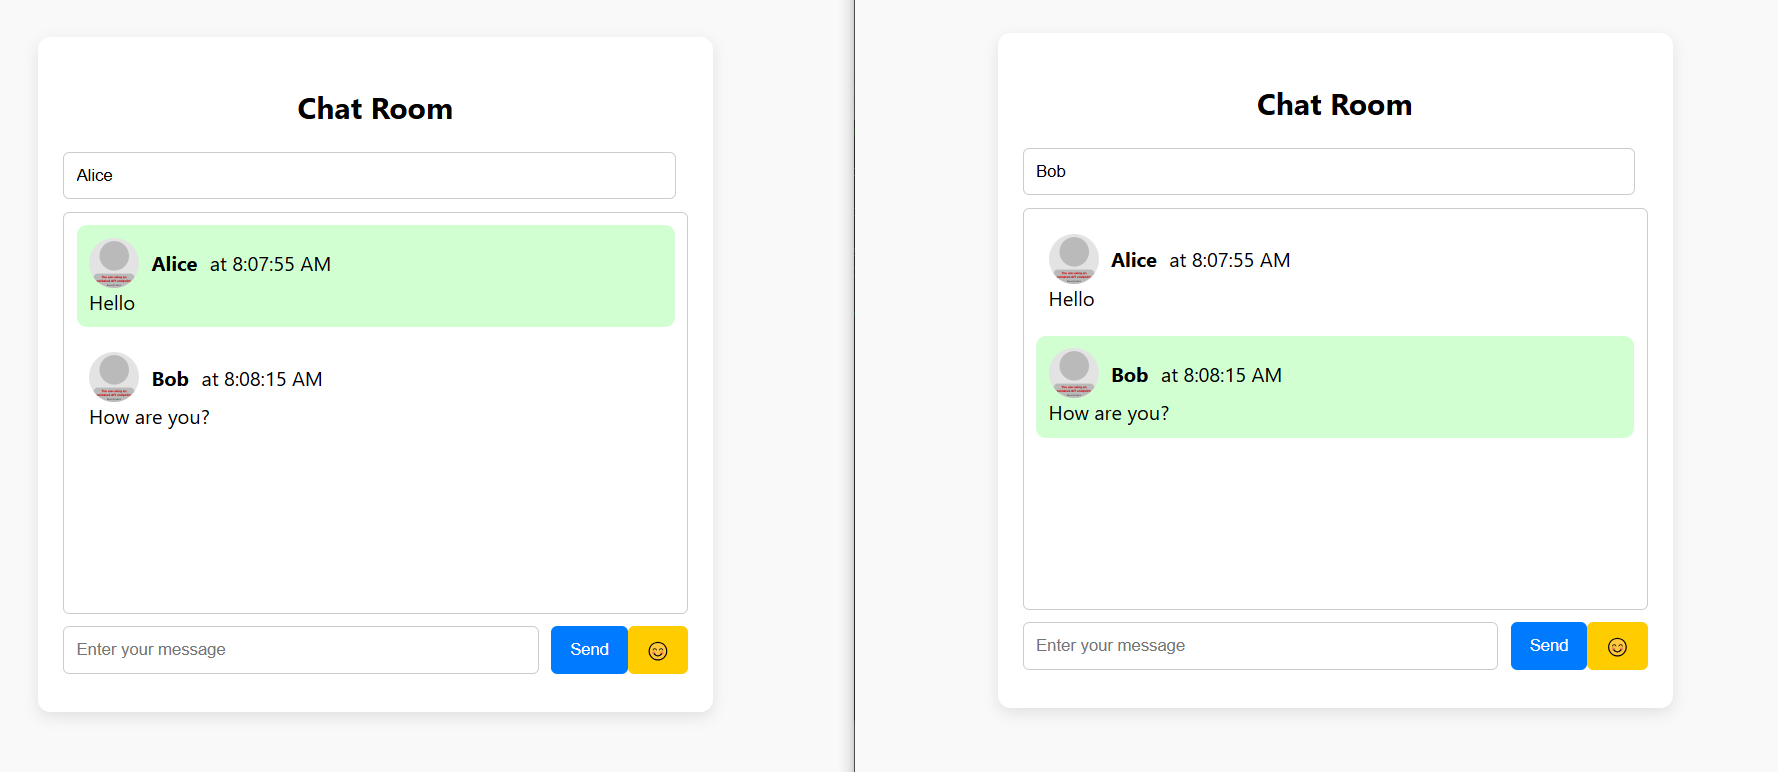 Chat Room
Alice
Alice at 8:07:55 AM
Hello
Bob at 8:08:15 AM
How are you?
Enter your message
Send
Chat Room
Bob
Alice at 8:07:55 AM
Hello
Bob at 8:08:15 AM
How are you?
Enter your message
Send